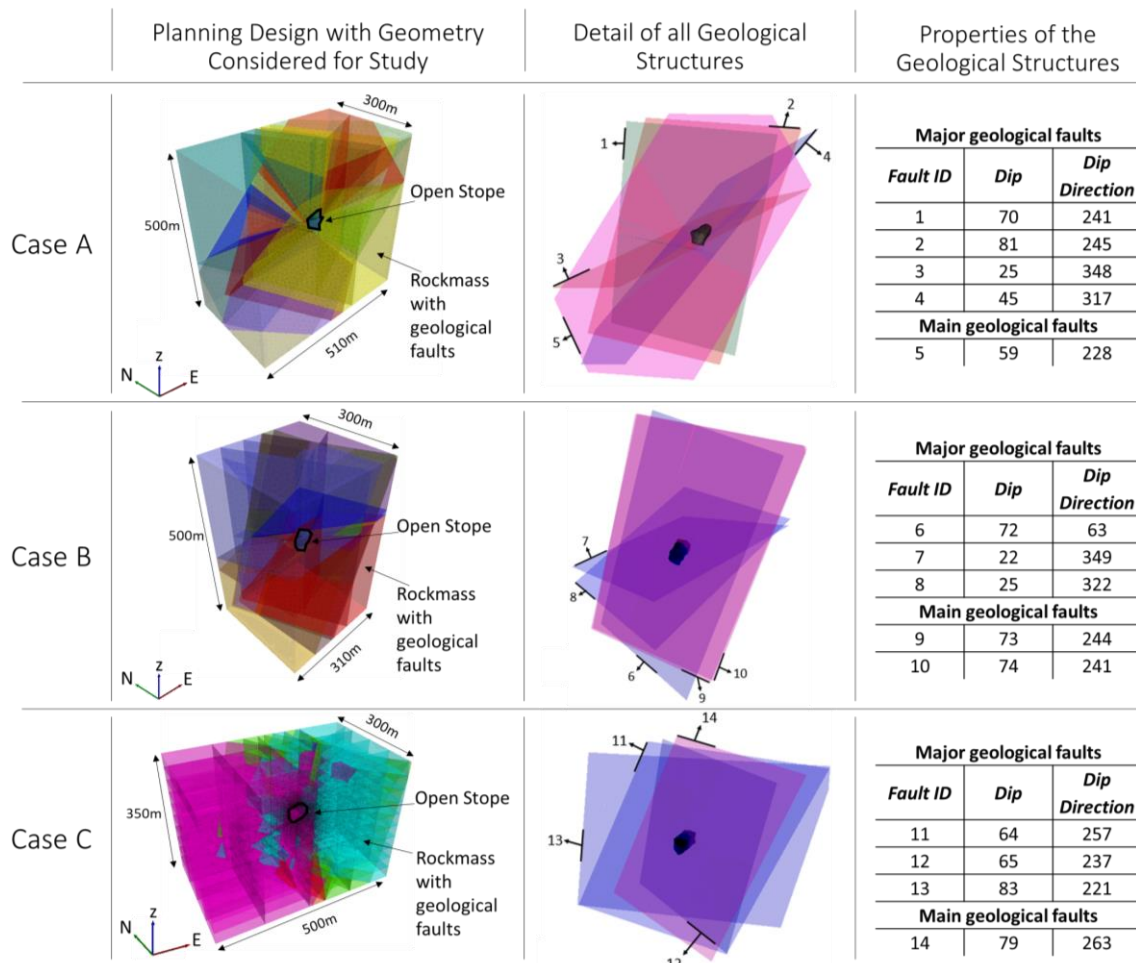 Planning Design with Geometry
Considered for Study
Detail of all Geological
Structures
Properties of the
Geological Structures
Case A
300m
500m
510m
Open Stope
Rockmass
with
geological
faults
N
z
E
1
2
3
4
5
Major geological faults
Fault ID Dip Dip
Direction
1 70 241
2 81 245
3 25 348
4 45 317
Main geological faults
5 59 228
Case B
300m
500m
310m
Open Stope
Rockmass
with
geological
faults
N
z
E
7
8
6
9
10
Major geological faults
Fault ID Dip Dip
Direction
6 72 63
7 22 349
8 25 322
Main geological faults
9 73 244
10 74 241
Case C
300m
350m
500m
Open Stope
Rockmass
with
geological
faults
N
z
E
14
11
13
Major geological faults
Fault ID Dip Dip
Direction
11 64 257
12 65 237
13 83 221
Main geological faults
14 79 263